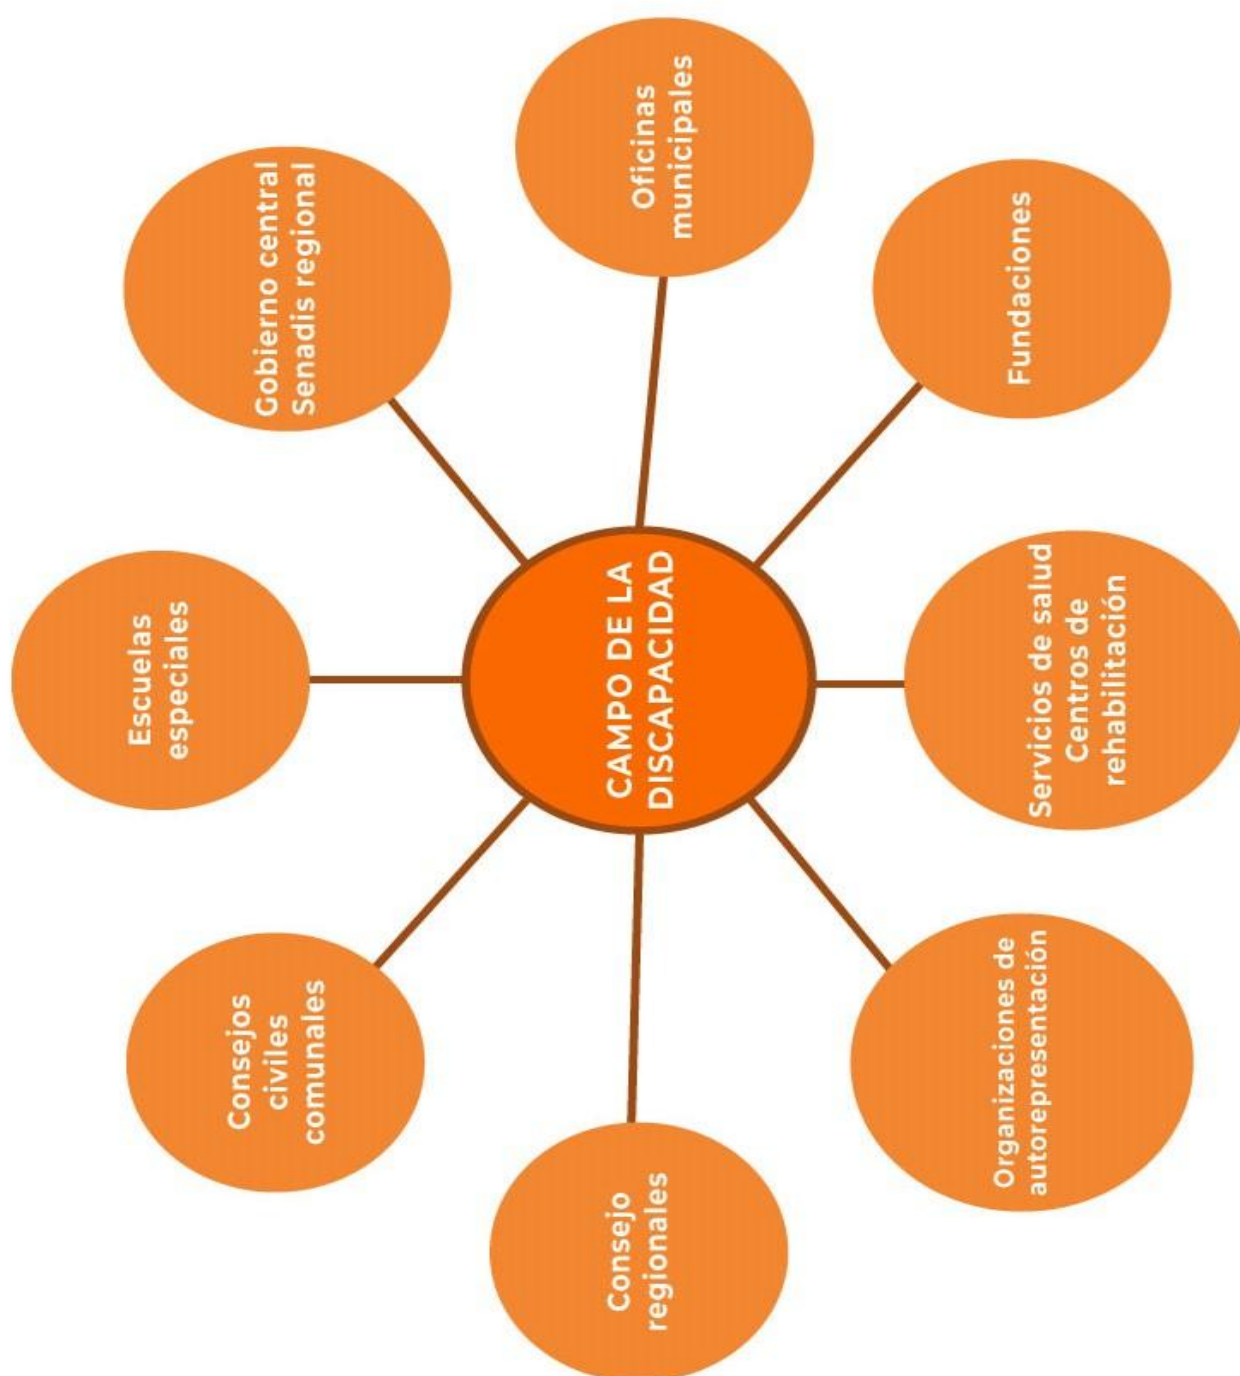 CAMPO DE LA
DISCAPACIDAD
Escuelas
especiales
Gobierno central
Senadis regional
Oficinas
municipales
Fundaciones
Servicios de salud
Centros de
rehabilitación
Organizaciones de
autorepresentación
Consejo
regionales
Consejos
civiles
comunales